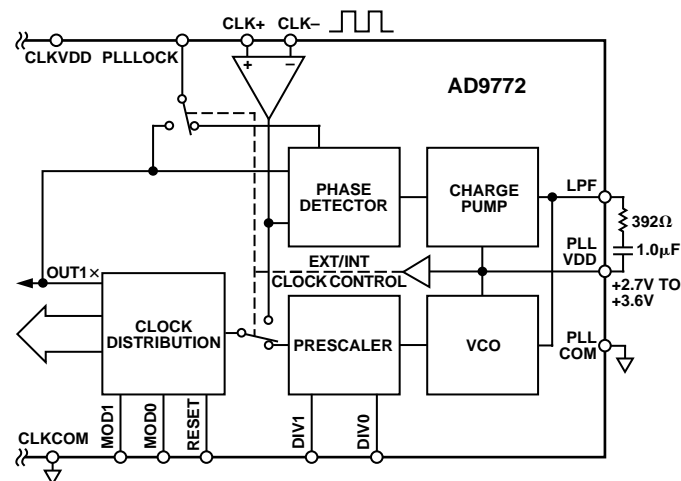 CLK+ CLK–
CLKVDD PLLLOCK
+ –
AD9772
PHASE
DETECTOR
CHARGE
PUMP
LPF
392Ω
1.0μF
PLL
VDD
+2.7V TO
+3.6V
EXT/INT
CLOCK CONTROL
OUT1×
CLOCK
DISTRIBUTION
PRESCALER
VCO
PLL
COM
CLKCOM
MOD1
MOD0
RESET
DIV1
DIV0